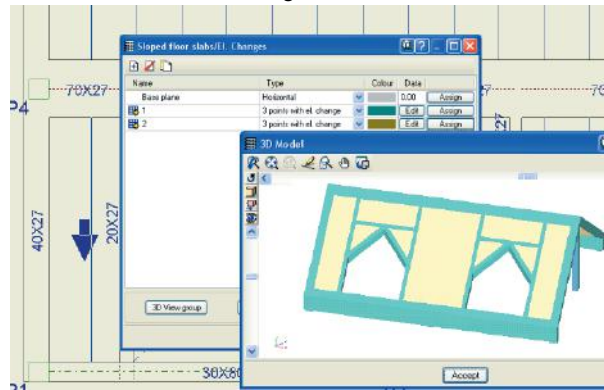 Sloped floor slabs/El. Changes
Name Type Colour Data
Base plane Horizontal 0.00 Assign
1 3 points with el. change Edit Assign
2 3 points with el. change Edit Assign
3D Model
3D View group
Accept
70X27
P4
40X27
20X27
30X80
P1